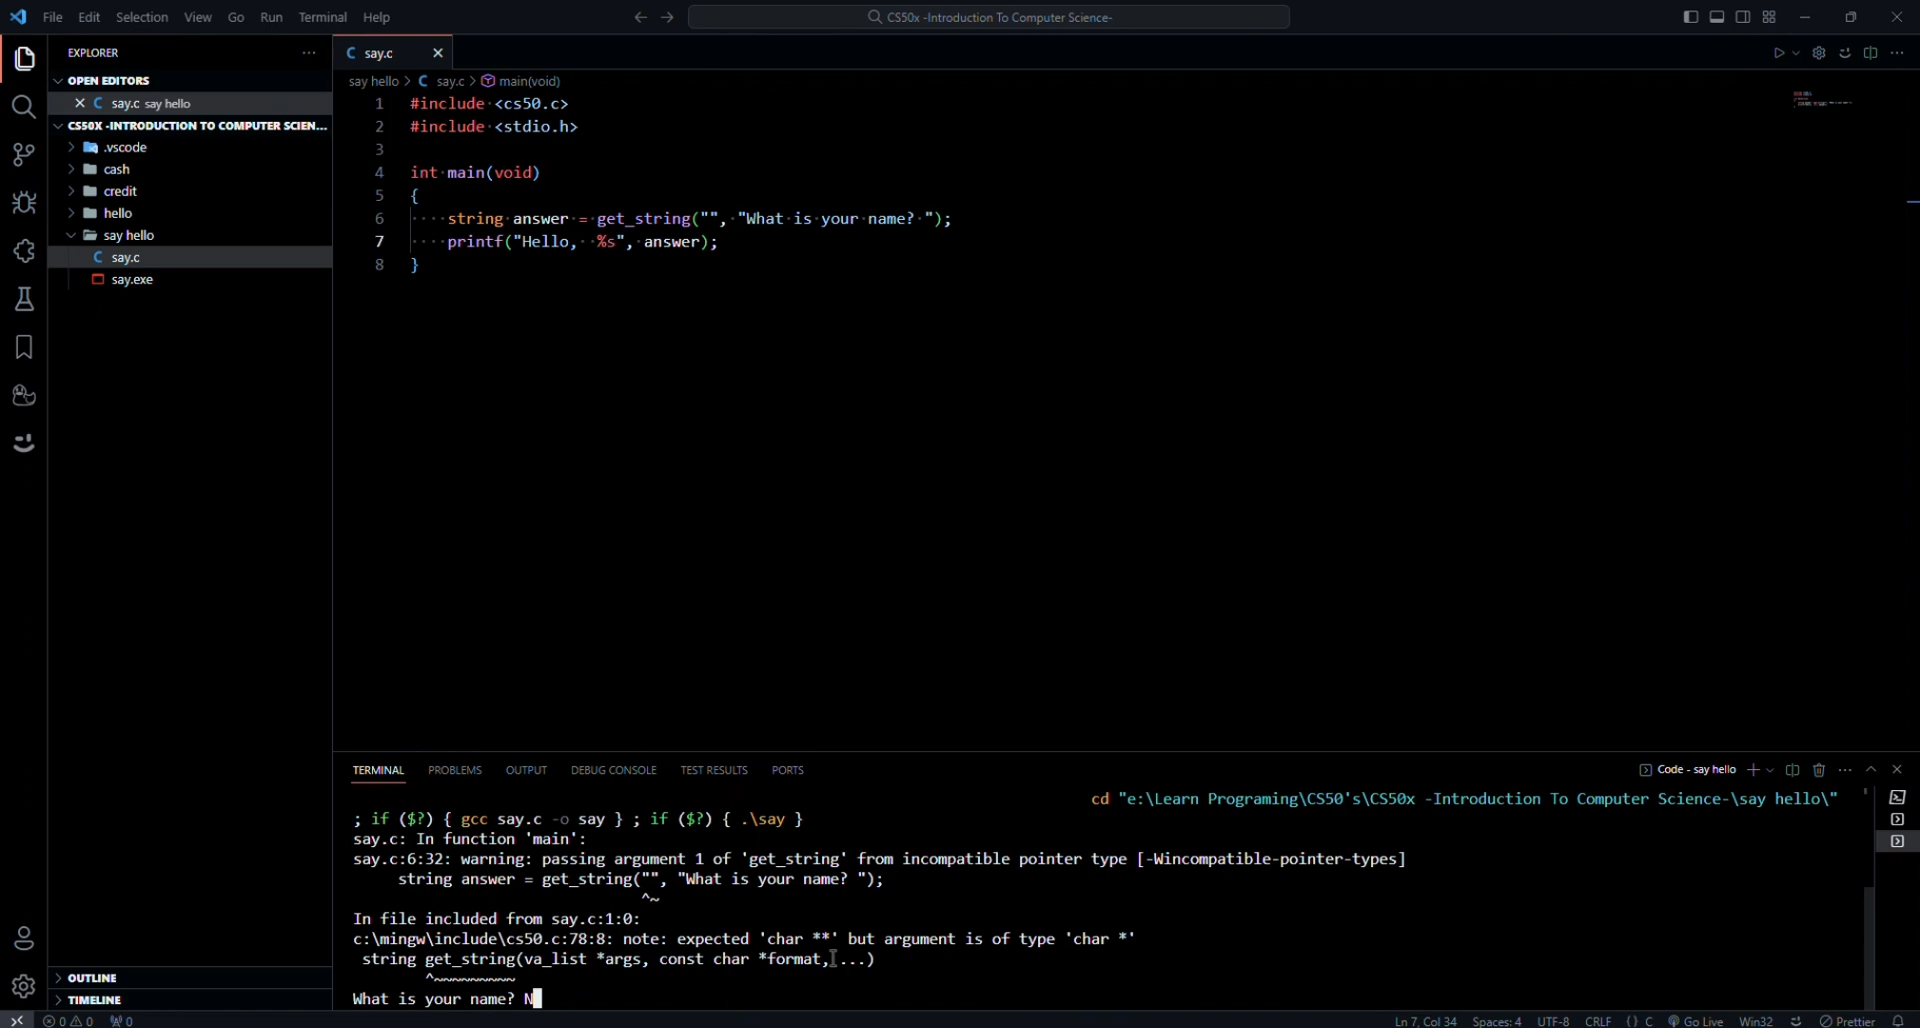 File Edit Selection View Go Run Terminal Help
CS50x -Introduction To Computer Science-
EXPLORER
OPEN EDITORS
say.c say hello
CS50X -INTRODUCTION TO COMPUTER SCIEN...
.vscode
cash
credit
hello
say hello
say.c
say.exe
OUTLINE
TIMELINE
say.c
say hello > say.c > main(void)
1 #include <cs50.c>
2 #include <stdio.h>
3
4 int main(void)
5 {
6 string answer = get_string("", "What is your name? ");
7 printf("Hello,  %s", answer);
8 }
TERMINAL PROBLEMS OUTPUT DEBUG CONSOLE TEST RESULTS PORTS
Code - say hello
cd "e:\Learn Programing\CS50's\CS50x -Introduction To Computer Science-\say hello\"
; if ($?) { gcc say.c -o say } ; if ($?) { .\say }
say.c: In function 'main':
say.c:6:32: warning: passing argument 1 of 'get_string' from incompatible pointer type [-Wincompatible-pointer-types]
string answer = get_string("", "What is your name? ");
^~
In file included from say.c:1:0:
c:\mingw\include\cs50.c:78:8: note: expected 'char **' but argument is of type 'char *'
string get_string(va_list *args, const char *format, ...)
^~~~~~~~~~
What is your name? N
0 0 0
Ln 7, Col 34 Spaces: 4 UTF-8 CRLF {} C Go Live Win32 Prettier